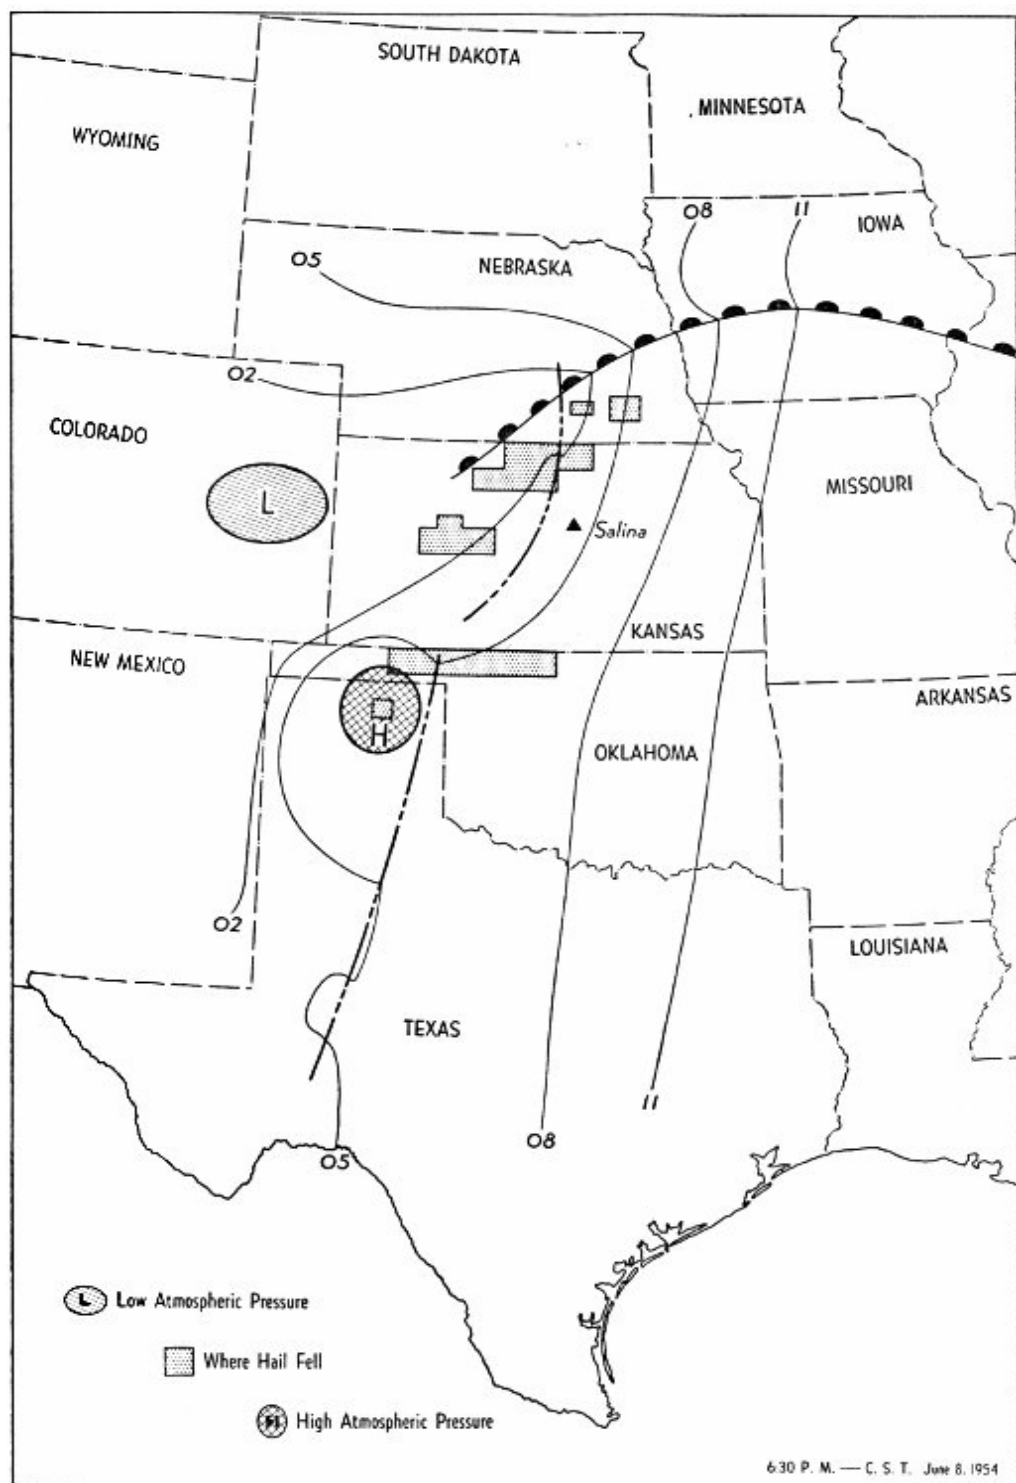 SOUTH DAKOTA
MINNESOTA
WYOMING
08
11
IOWA
05
NEBRASKA
02
COLORADO
L
MISSOURI
Salina
KANSAS
NEW MEXICO
ARKANSAS
H
OKLAHOMA
02
LOUISIANA
TEXAS
11
08
05
L Low Atmospheric Pressure
Where Hail Fell
H High Atmospheric Pressure
6:30 P. M. — C. S. T. June 8, 1954